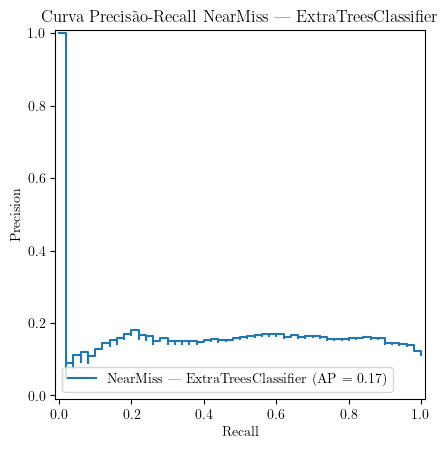 Curva Precisão-Recall NearMiss — ExtraTreesClassifier
1.0
0.8
0.6
0.4
0.2
0.0
Precision
NearMiss — ExtraTreesClassifier (AP = 0.17)
0.0 0.2 0.4 0.6 0.8 1.0
Recall